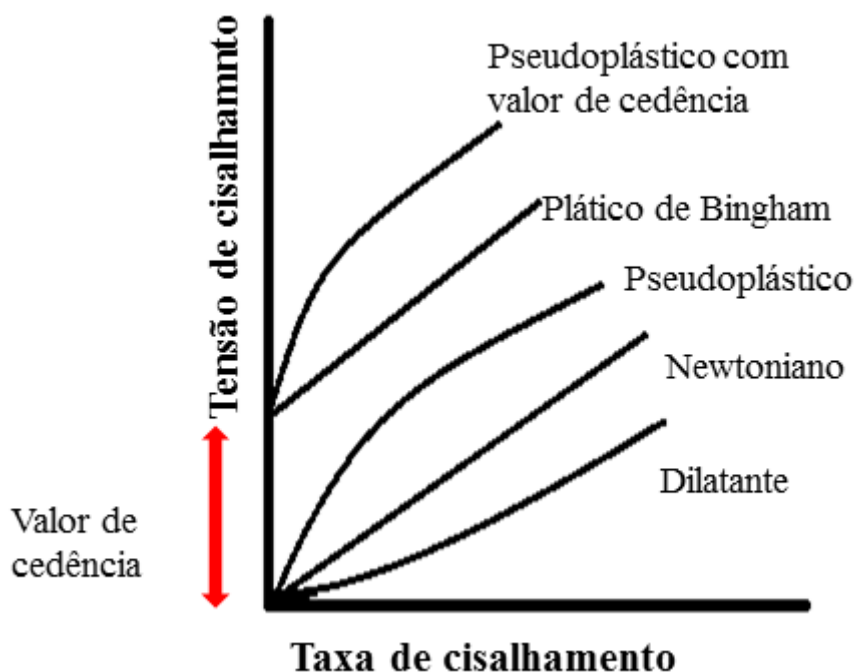 Tensão de cisalhamnto
Pseudoplástico com
valor de cedência
Plático de Bingham
Pseudoplástico
Newtoniano
Dilatante
Valor de
cedência
Taxa de cisalhamento